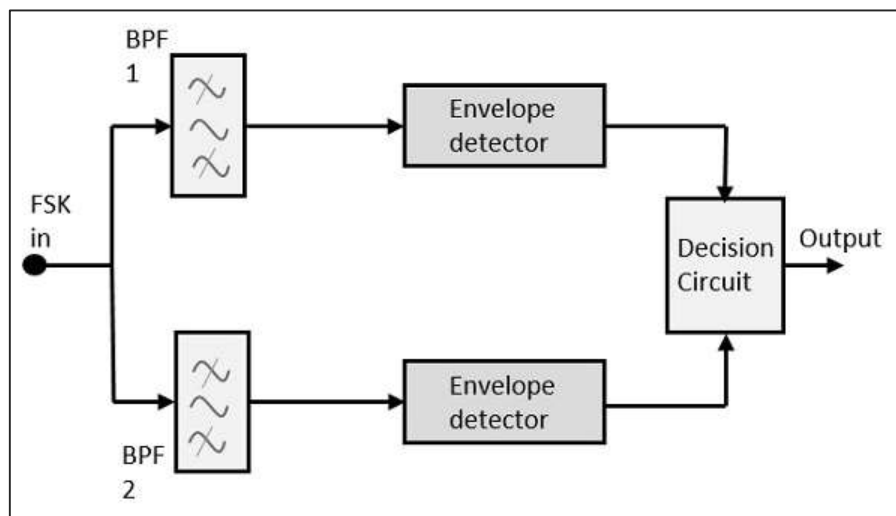 BPF
1
Envelope
detector
FSK
in
Decision
Circuit
Output
Envelope
detector
BPF
2